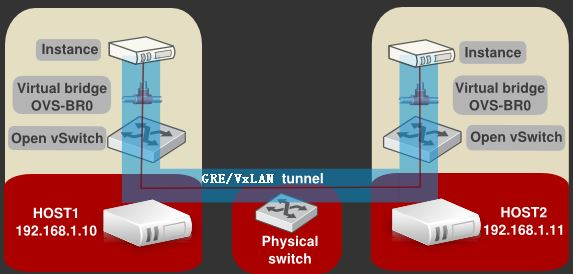 Instance
Virtual bridge
OVS-BR0
Open vSwitch
HOST1
192.168.1.10
GRE/VxLAN tunnel
Physical
switch
Instance
Virtual bridge
OVS-BR0
Open vSwitch
HOST2
192.168.1.11